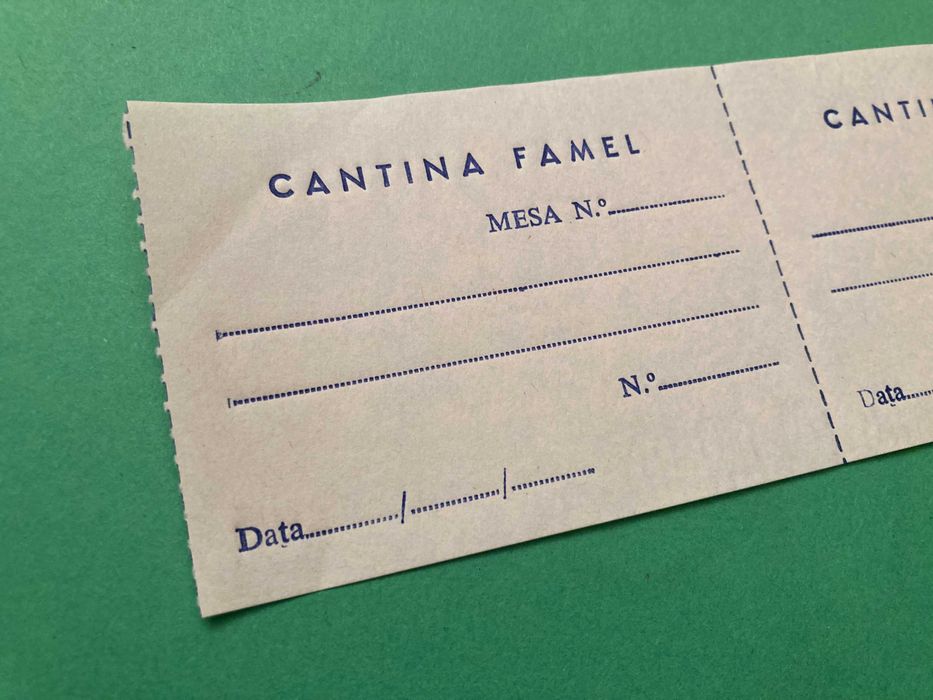 CANTINA FAMEL
MESA N.º
N.º
Data / /
CANTI
Data